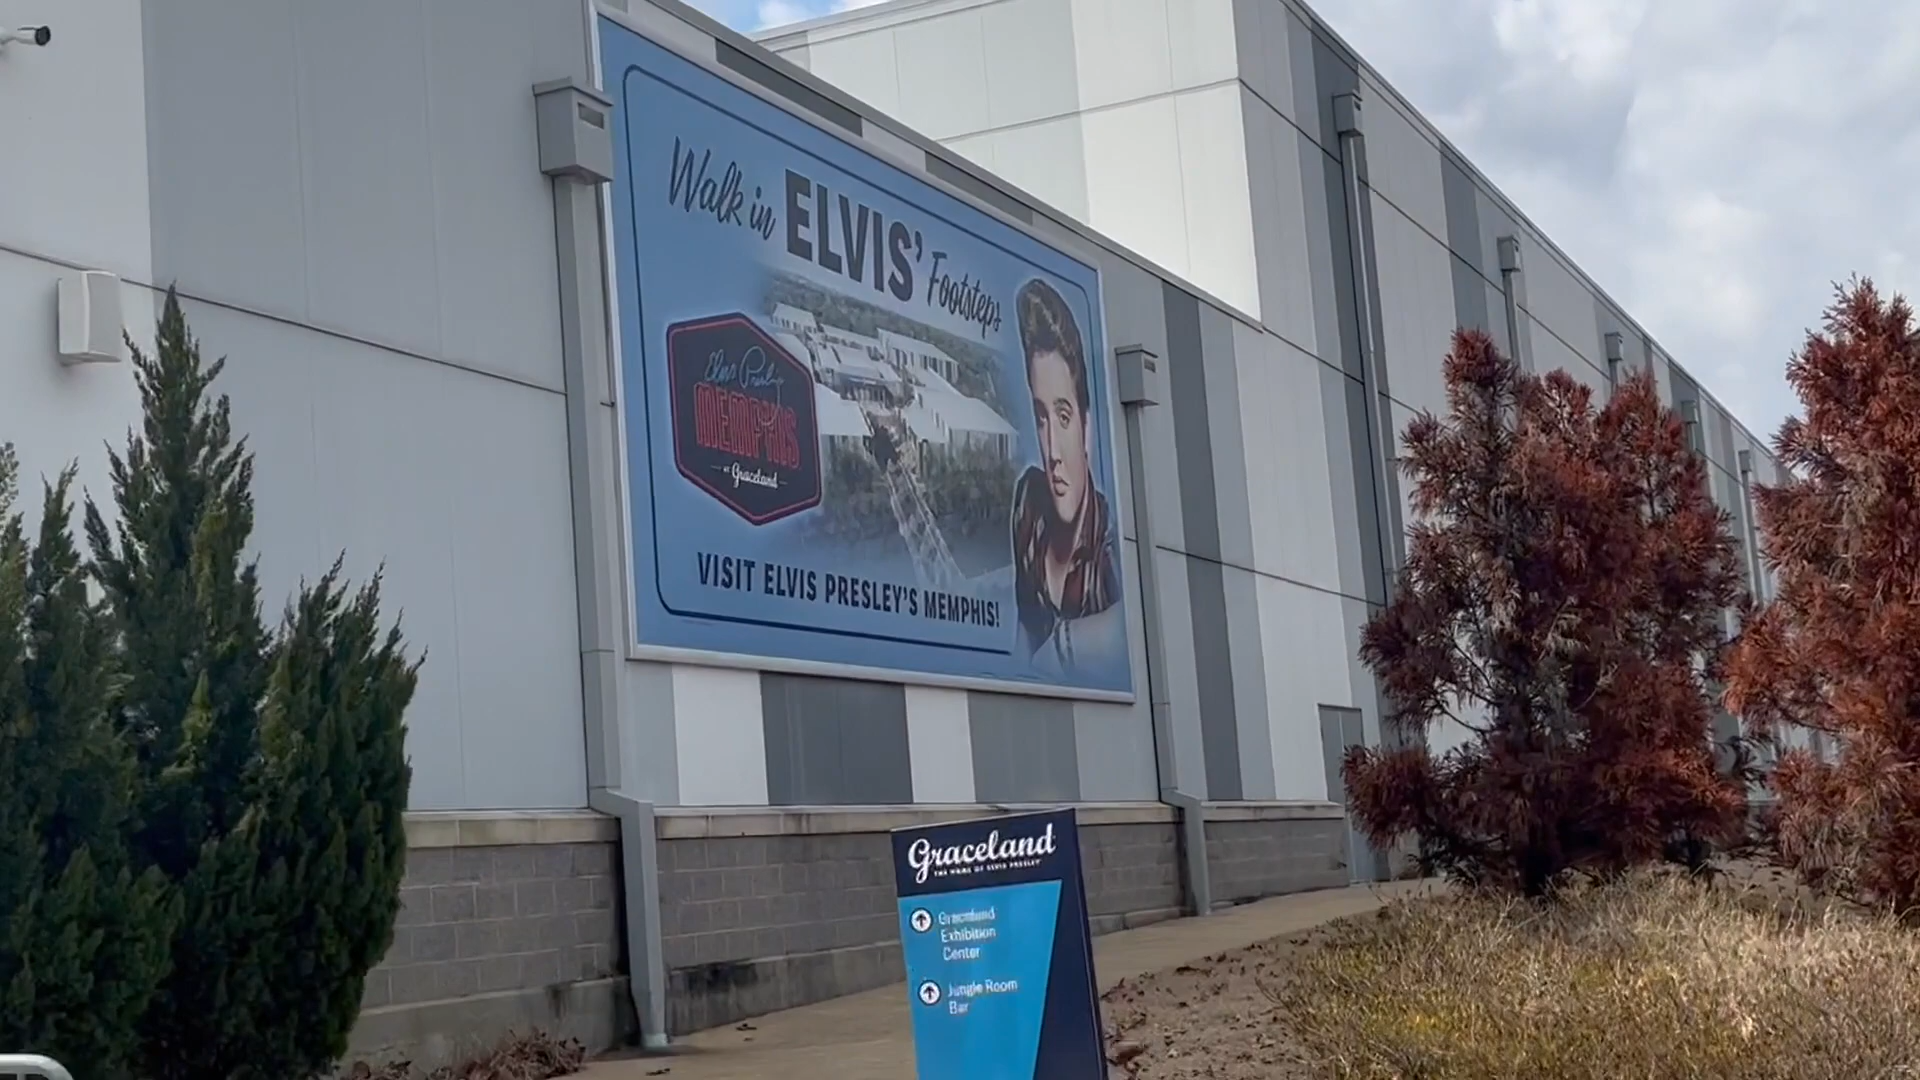 Walk in ELVIS' Footsteps
Elvis Presley
MEMPHIS
AT Graceland
VISIT ELVIS PRESLEY'S MEMPHIS!
Graceland
THE HOME OF ELVIS PRESLEY
Graceland
Exhibition
Center
Jungle Room
Bar